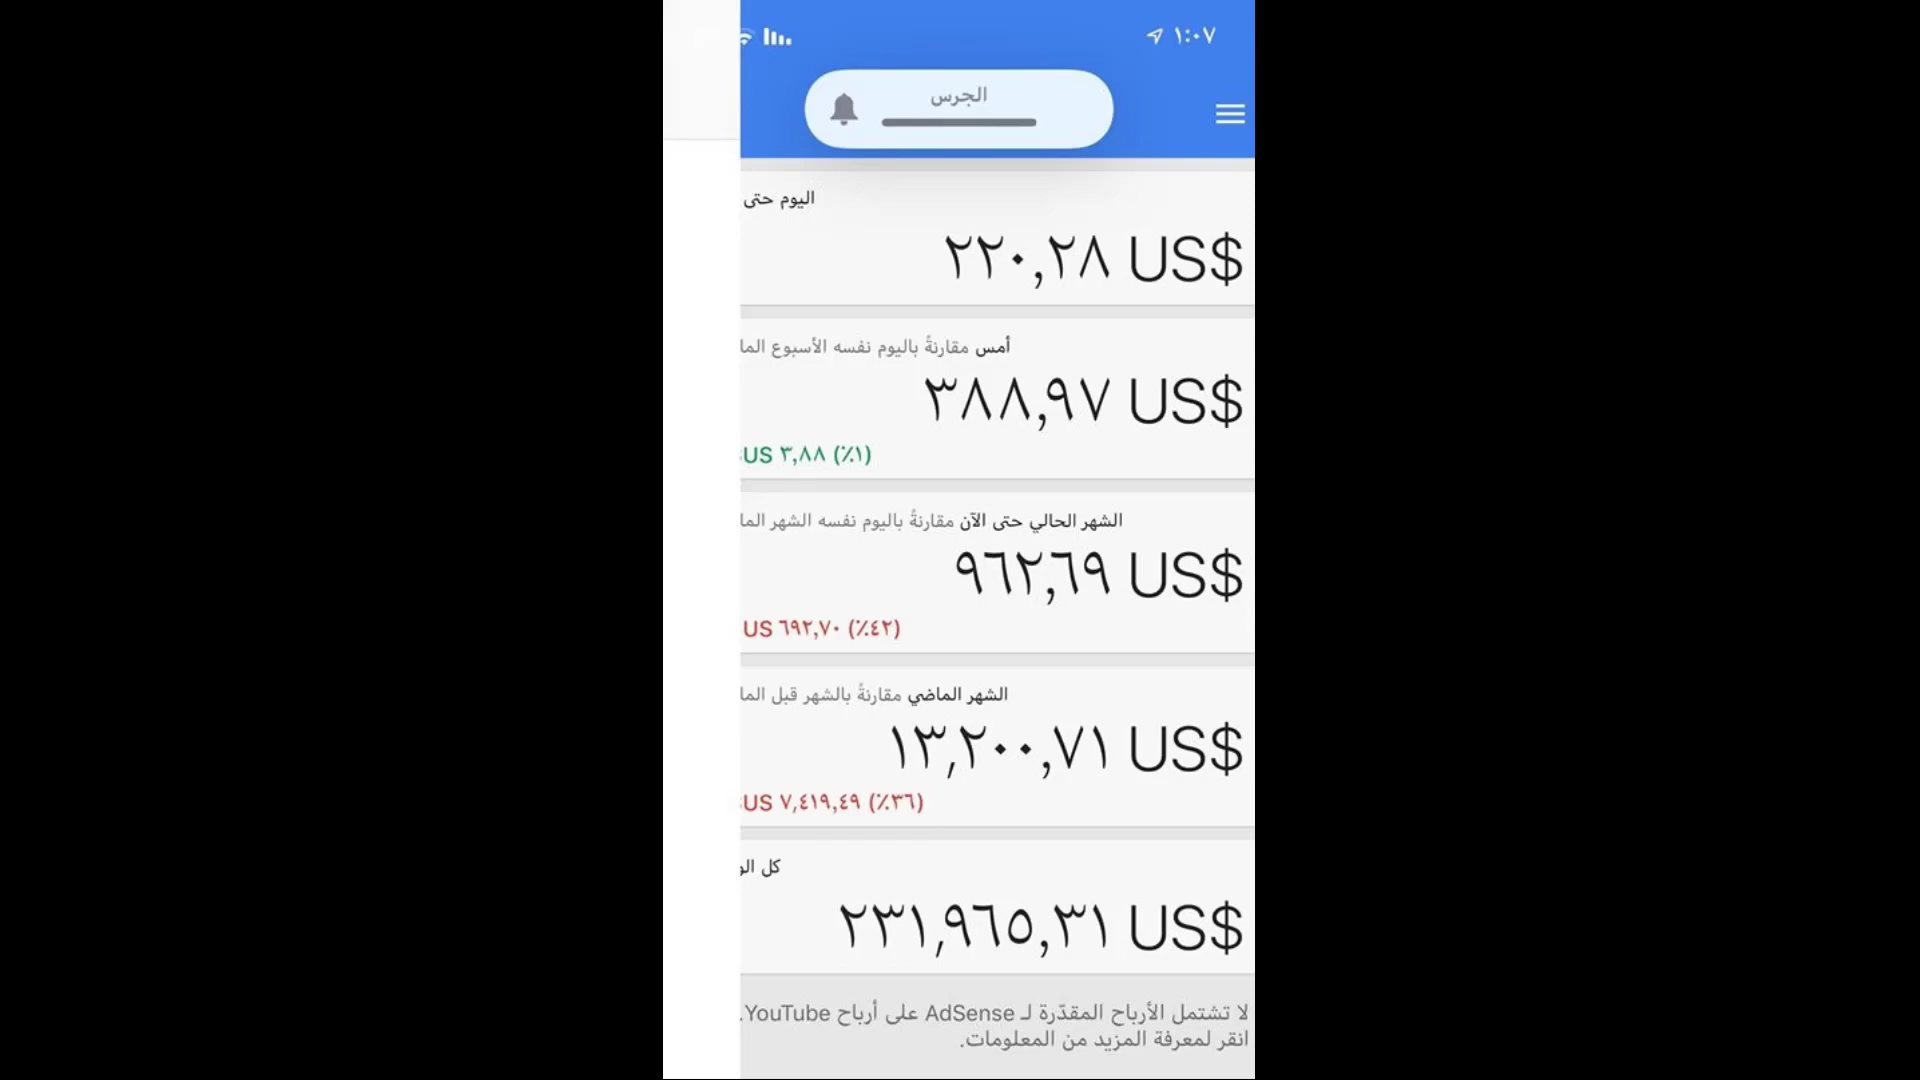 ١:٠٧
الجرس
اليوم حتى
٢٢٠,٢٨ US$
أمس مقارنةً باليوم نفسه الأسبوع الما
٣٨٨,٩٧ US$
US ٣,٨٨ (٪١)
الشهر الحالي حتى الآن مقارنةً باليوم نفسه الشهر الما
٩٦٢,٦٩ US$
US ٦٩٢,٧٠ (٪٤٢)
الشهر الماضي مقارنةً بالشهر قبل الما
١٣,٢٠٠,٧١ US$
US ٧,٤١٩,٤٩ (٪٣٦)
كل الو
٢٣١,٩٦٥,٣١ US$
لا تشتمل الأرباح المقدّرة لـ AdSense على أرباح YouTube.
انقر لمعرفة المزيد من المعلومات.